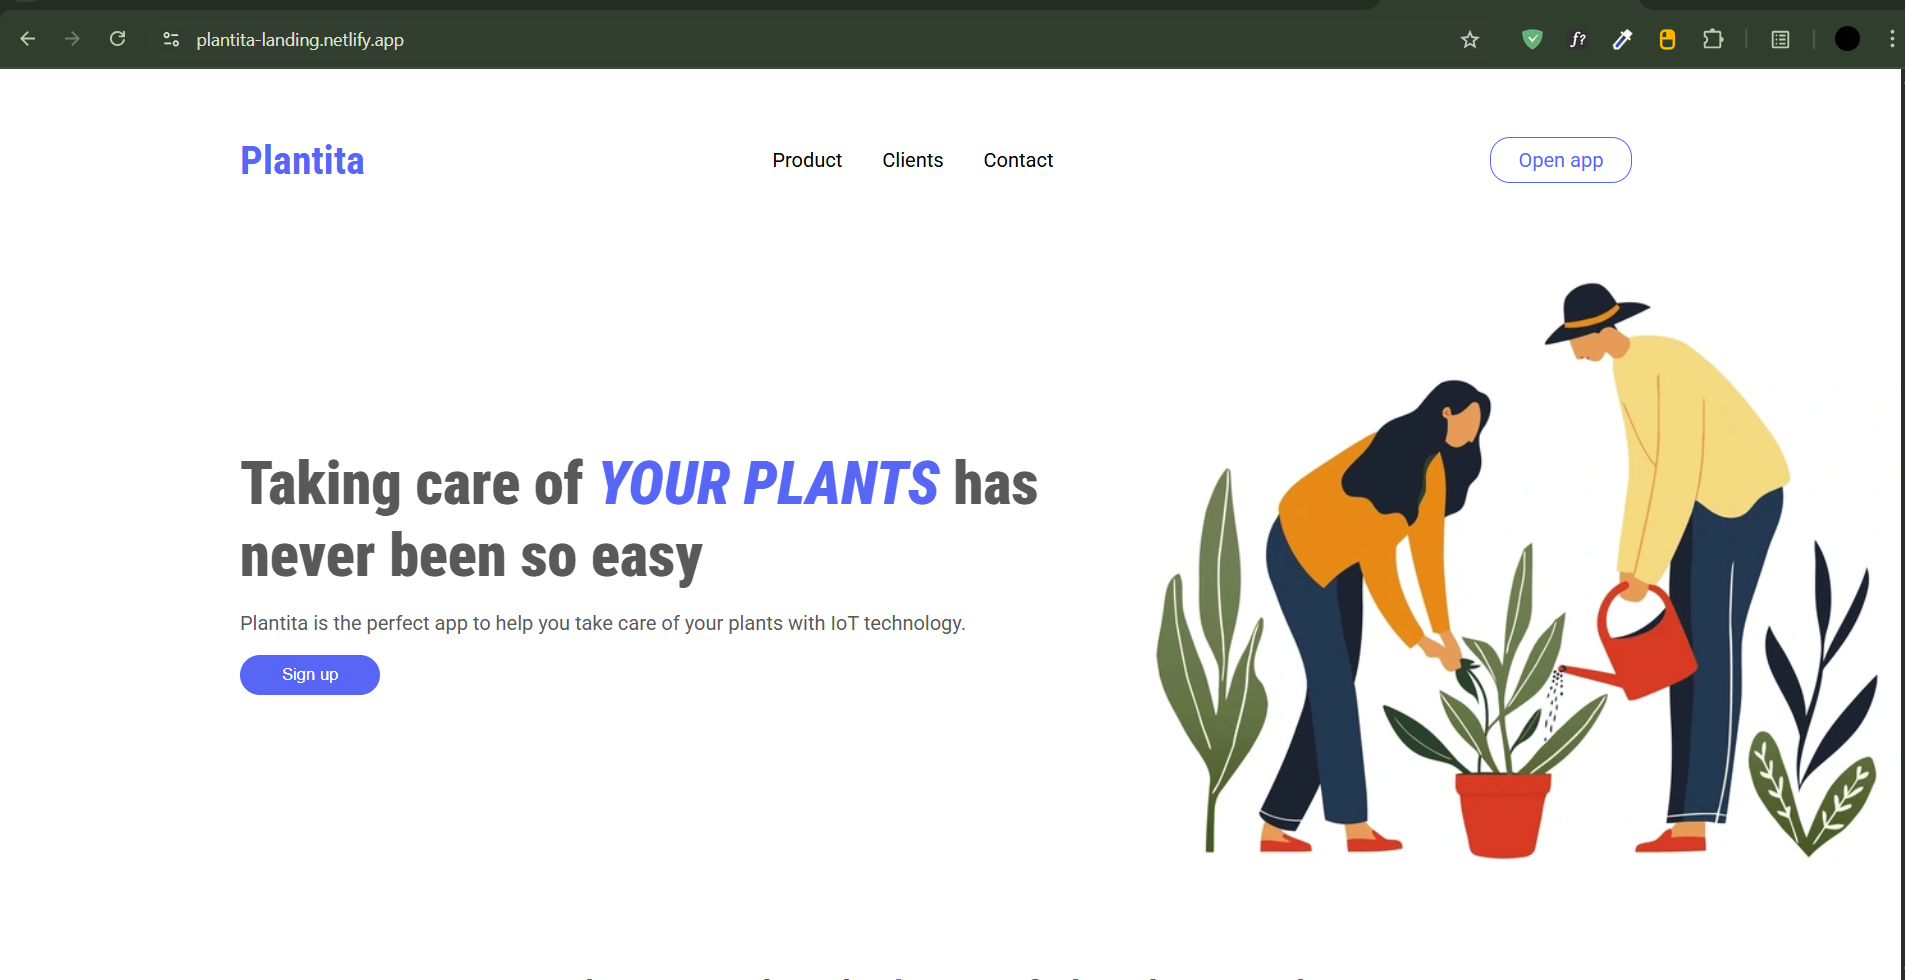 plantita-landing.netlify.app
f?
Plantita
Product Clients Contact
Open app
Taking care of YOUR PLANTS has
never been so easy
Plantita is the perfect app to help you take care of your plants with IoT technology.
Sign up